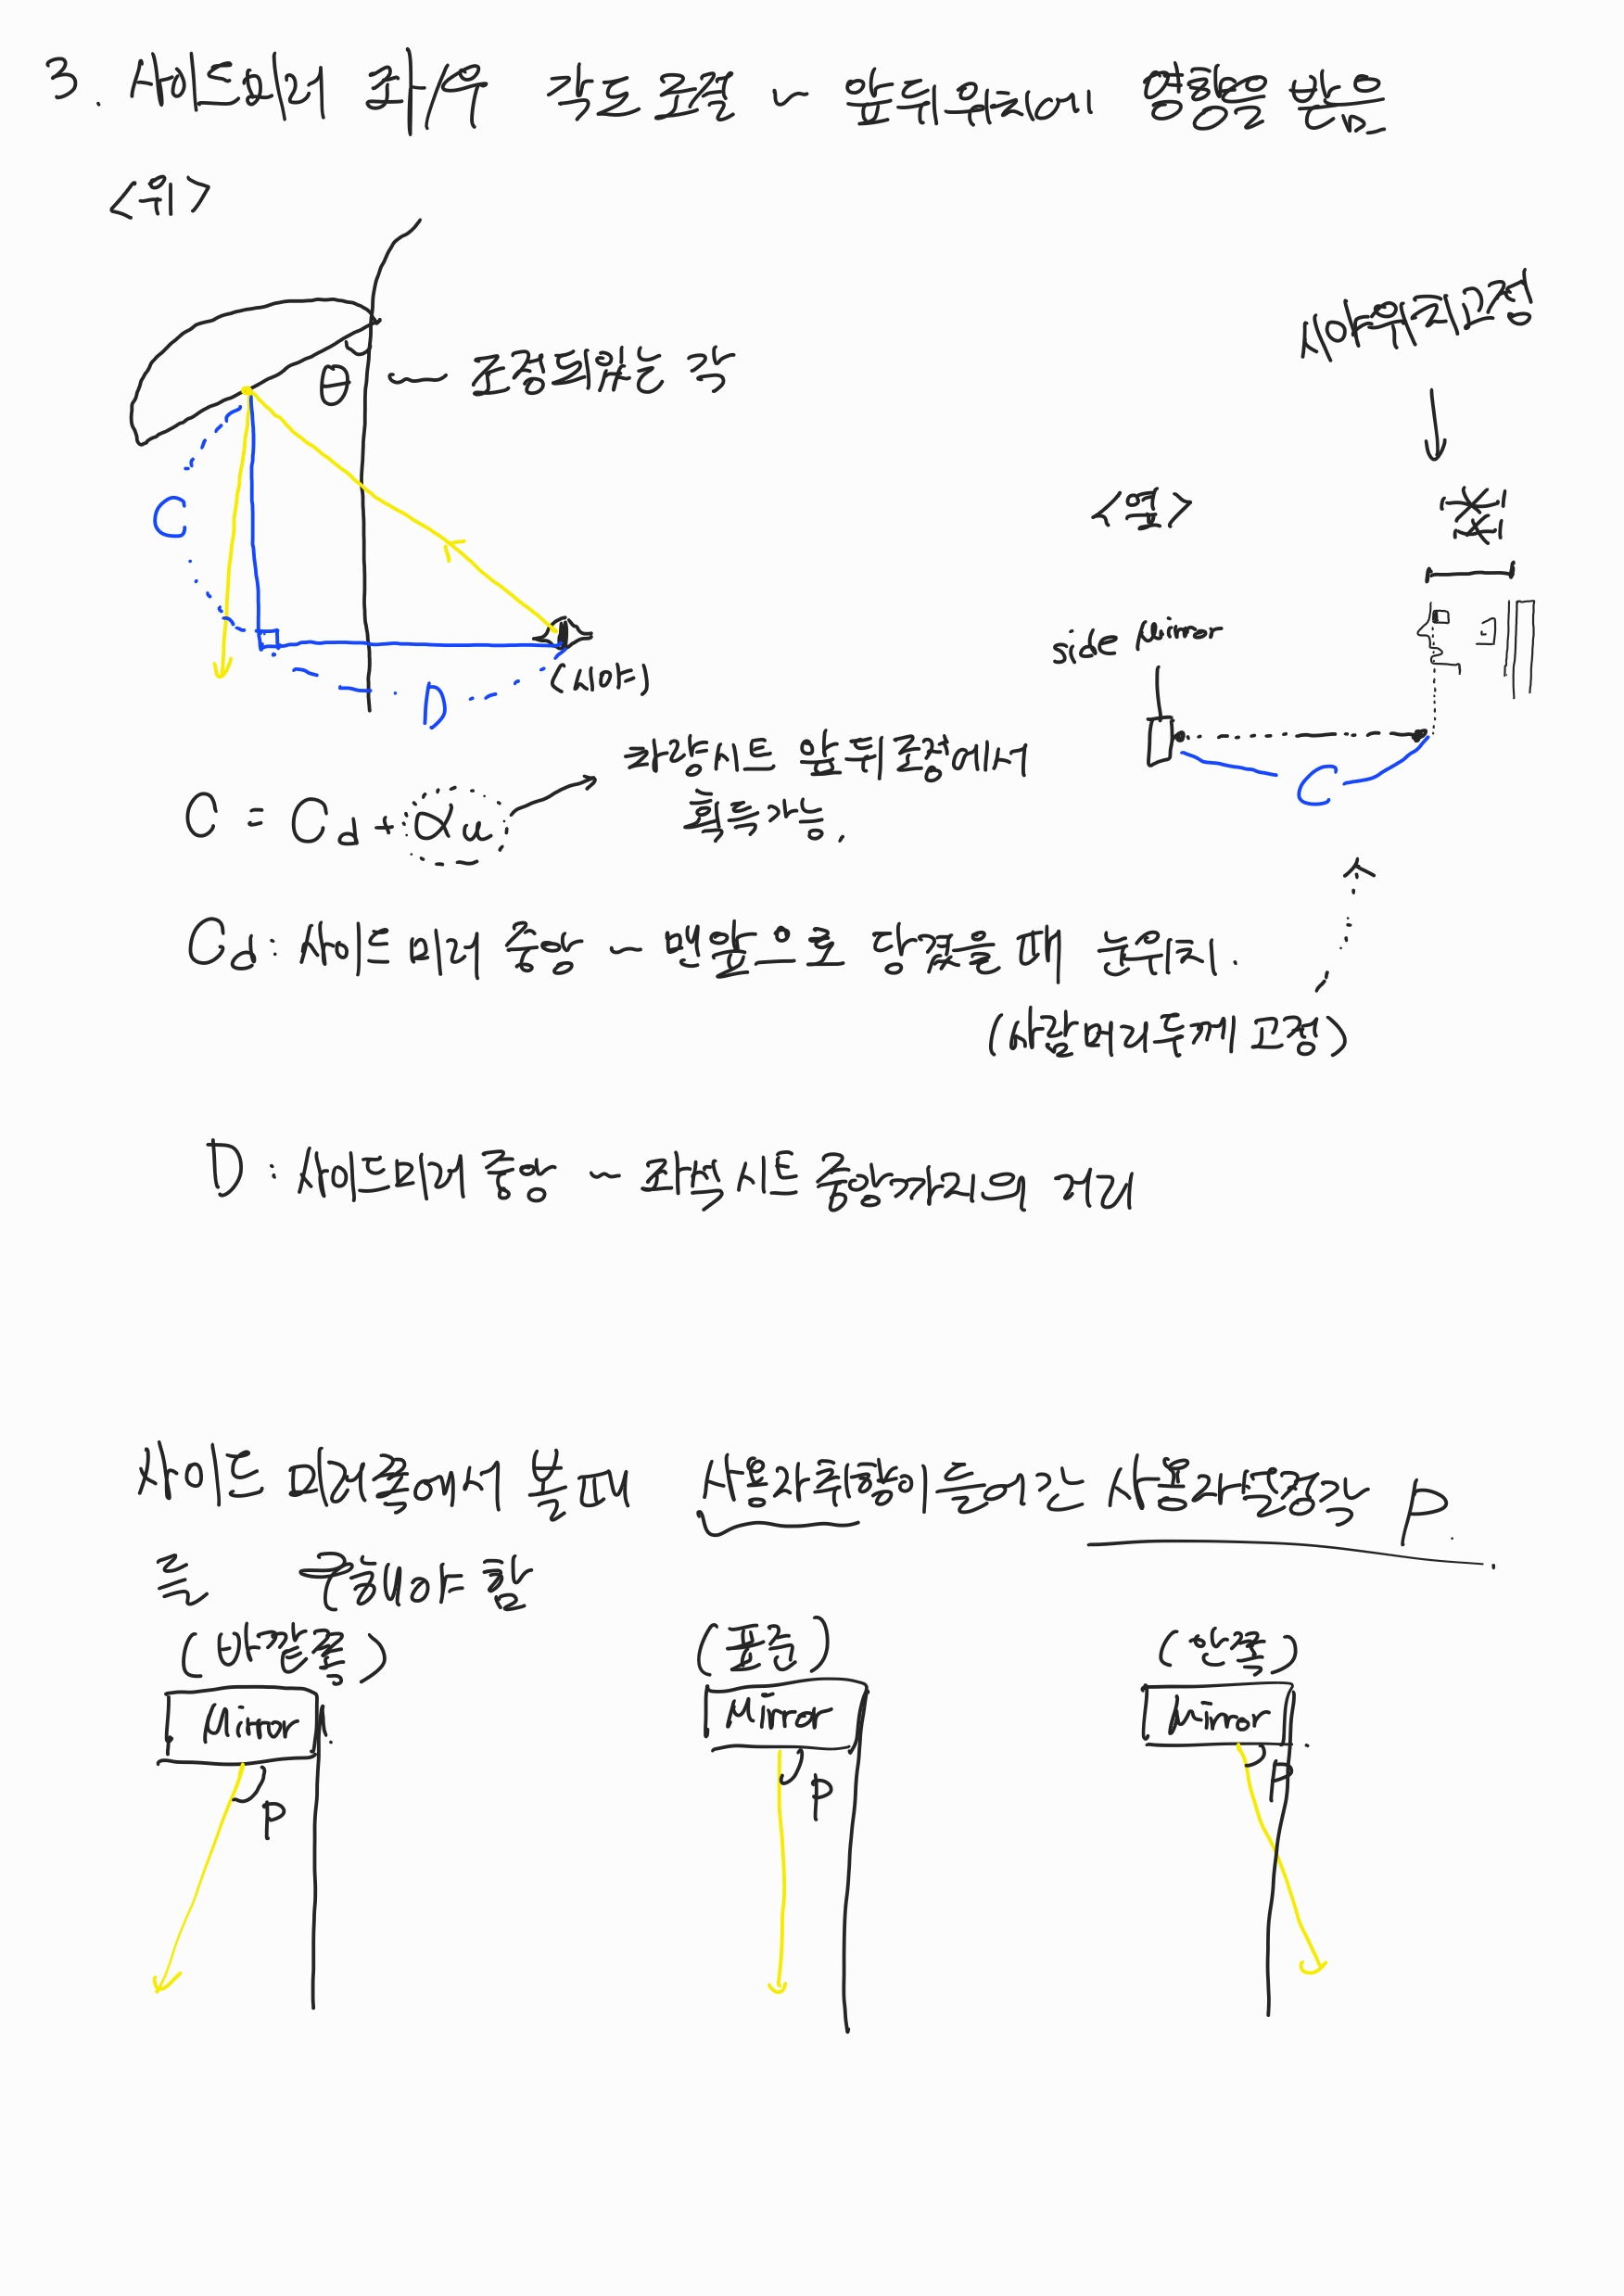 3. 사이드미러 좌/우 각도조절 ~ 앞뒤위치에 영향을 받음
<위>
시야위치고정
θ ~ 조정되있는 각
<옆>
C
side Mirror
(시야)
D
차량시트 앞뒤조절에서
획득가능.
C
C = Cd + αu
Cd : 사이드 미러 중앙 ~ 맨앞으로 당겼을때 눈위치.
(사람머리두께 고정)
D : 사이드미러 중앙 ~ 좌석시트 중앙까지의 거리
사이드 미러쪽에서 볼때 사용자측향이 들어간 사용자설정각 P.
즉 구해야 할
(바깥쪽) (표준) (안쪽)
Mirror Mirror Mirror
P P P